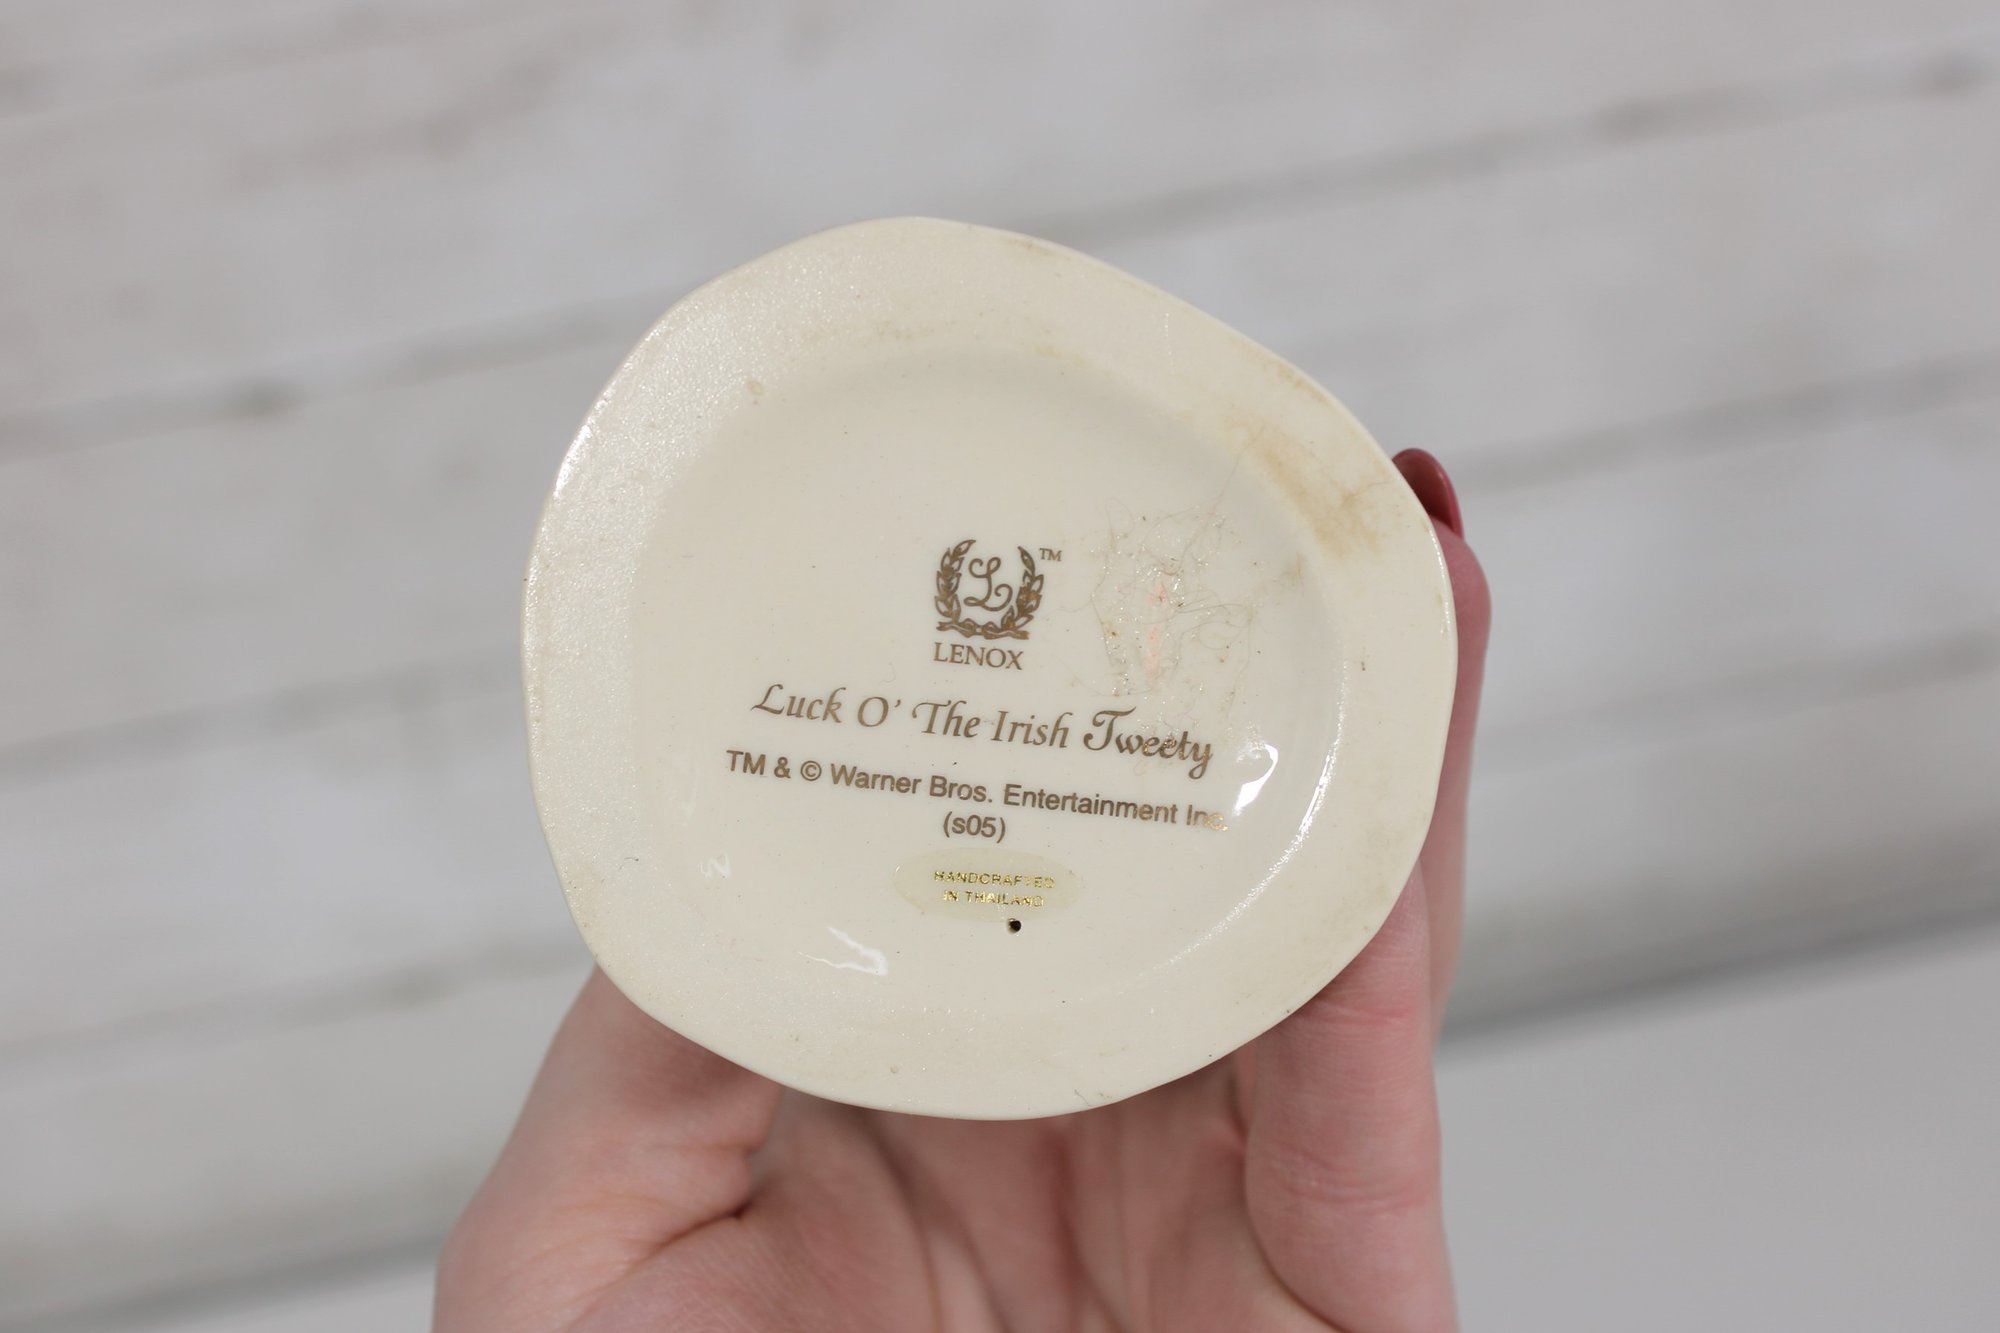 L TM
LENOX
Luck O' The Irish Tweety
TM & © Warner Bros. Entertainment Inc.
(s05)
HANDCRAFTED
IN THAILAND